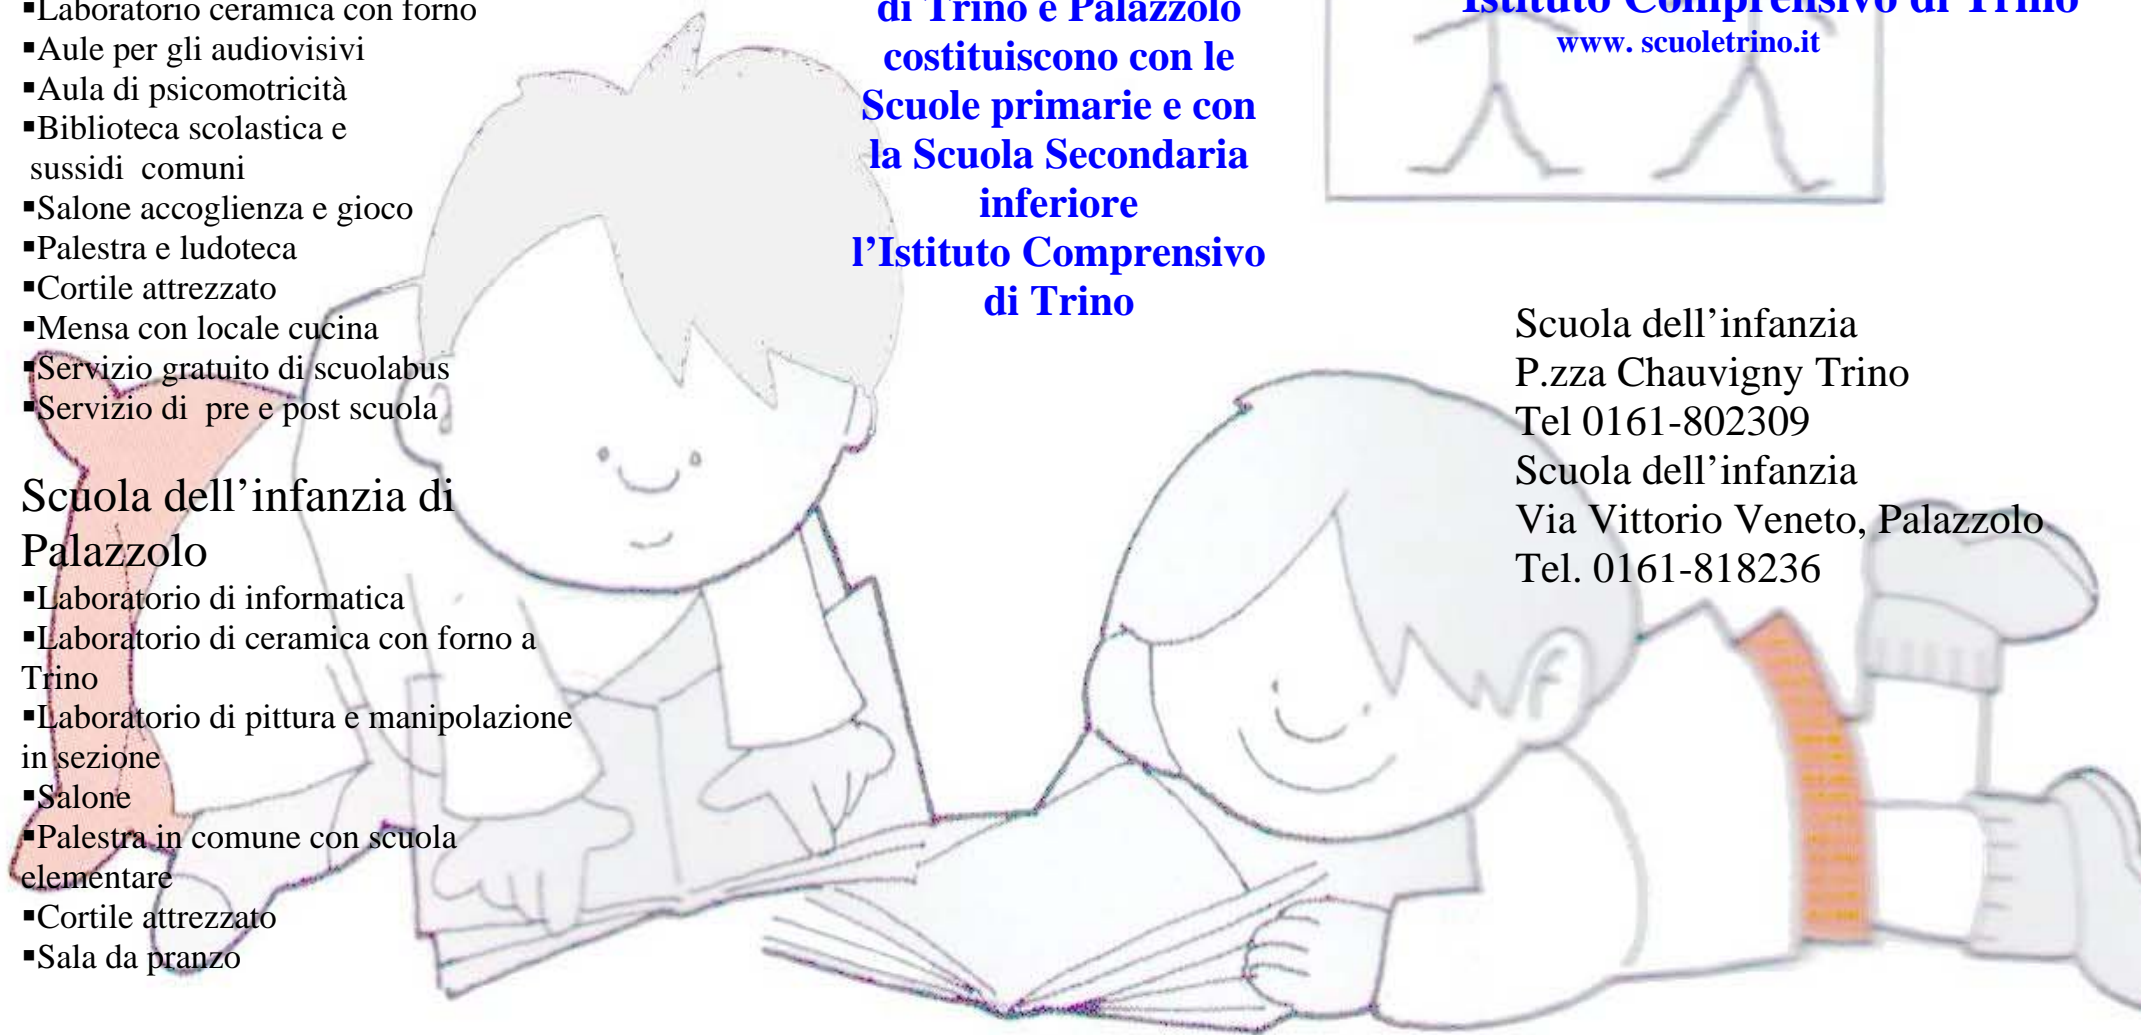 ▪Laboratorio ceramica con forno
▪Aule per gli audiovisivi
▪Aula di psicomotricità
▪Biblioteca scolastica e
sussidi comuni
▪Salone accoglienza e gioco
▪Palestra e ludoteca
▪Cortile attrezzato
▪Mensa con locale cucina
▪Servizio gratuito di scuolabus
▪Servizio di pre e post scuola
Scuola dell’infanzia di
Palazzolo
▪Laboratorio di informatica
▪Laboratorio di ceramica con forno a
Trino
▪Laboratorio di pittura e manipolazione
in sezione
▪Salone
▪Palestra in comune con scuola
elementare
▪Cortile attrezzato
▪Sala da pranzo
di Trino e Palazzolo
costituiscono con le
Scuole primarie e con
la Scuola Secondaria
inferiore
l’Istituto Comprensivo
di Trino
Istituto Comprensivo di Trino
www. scuoletrino.it
Scuola dell’infanzia
P.zza Chauvigny Trino
Tel 0161-802309
Scuola dell’infanzia
Via Vittorio Veneto, Palazzolo
Tel. 0161-818236